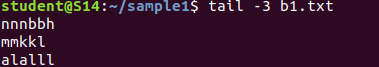 student@S14:~/sample1$ tail -3 b1.txt
nnnbbh
mmkkl
alalll